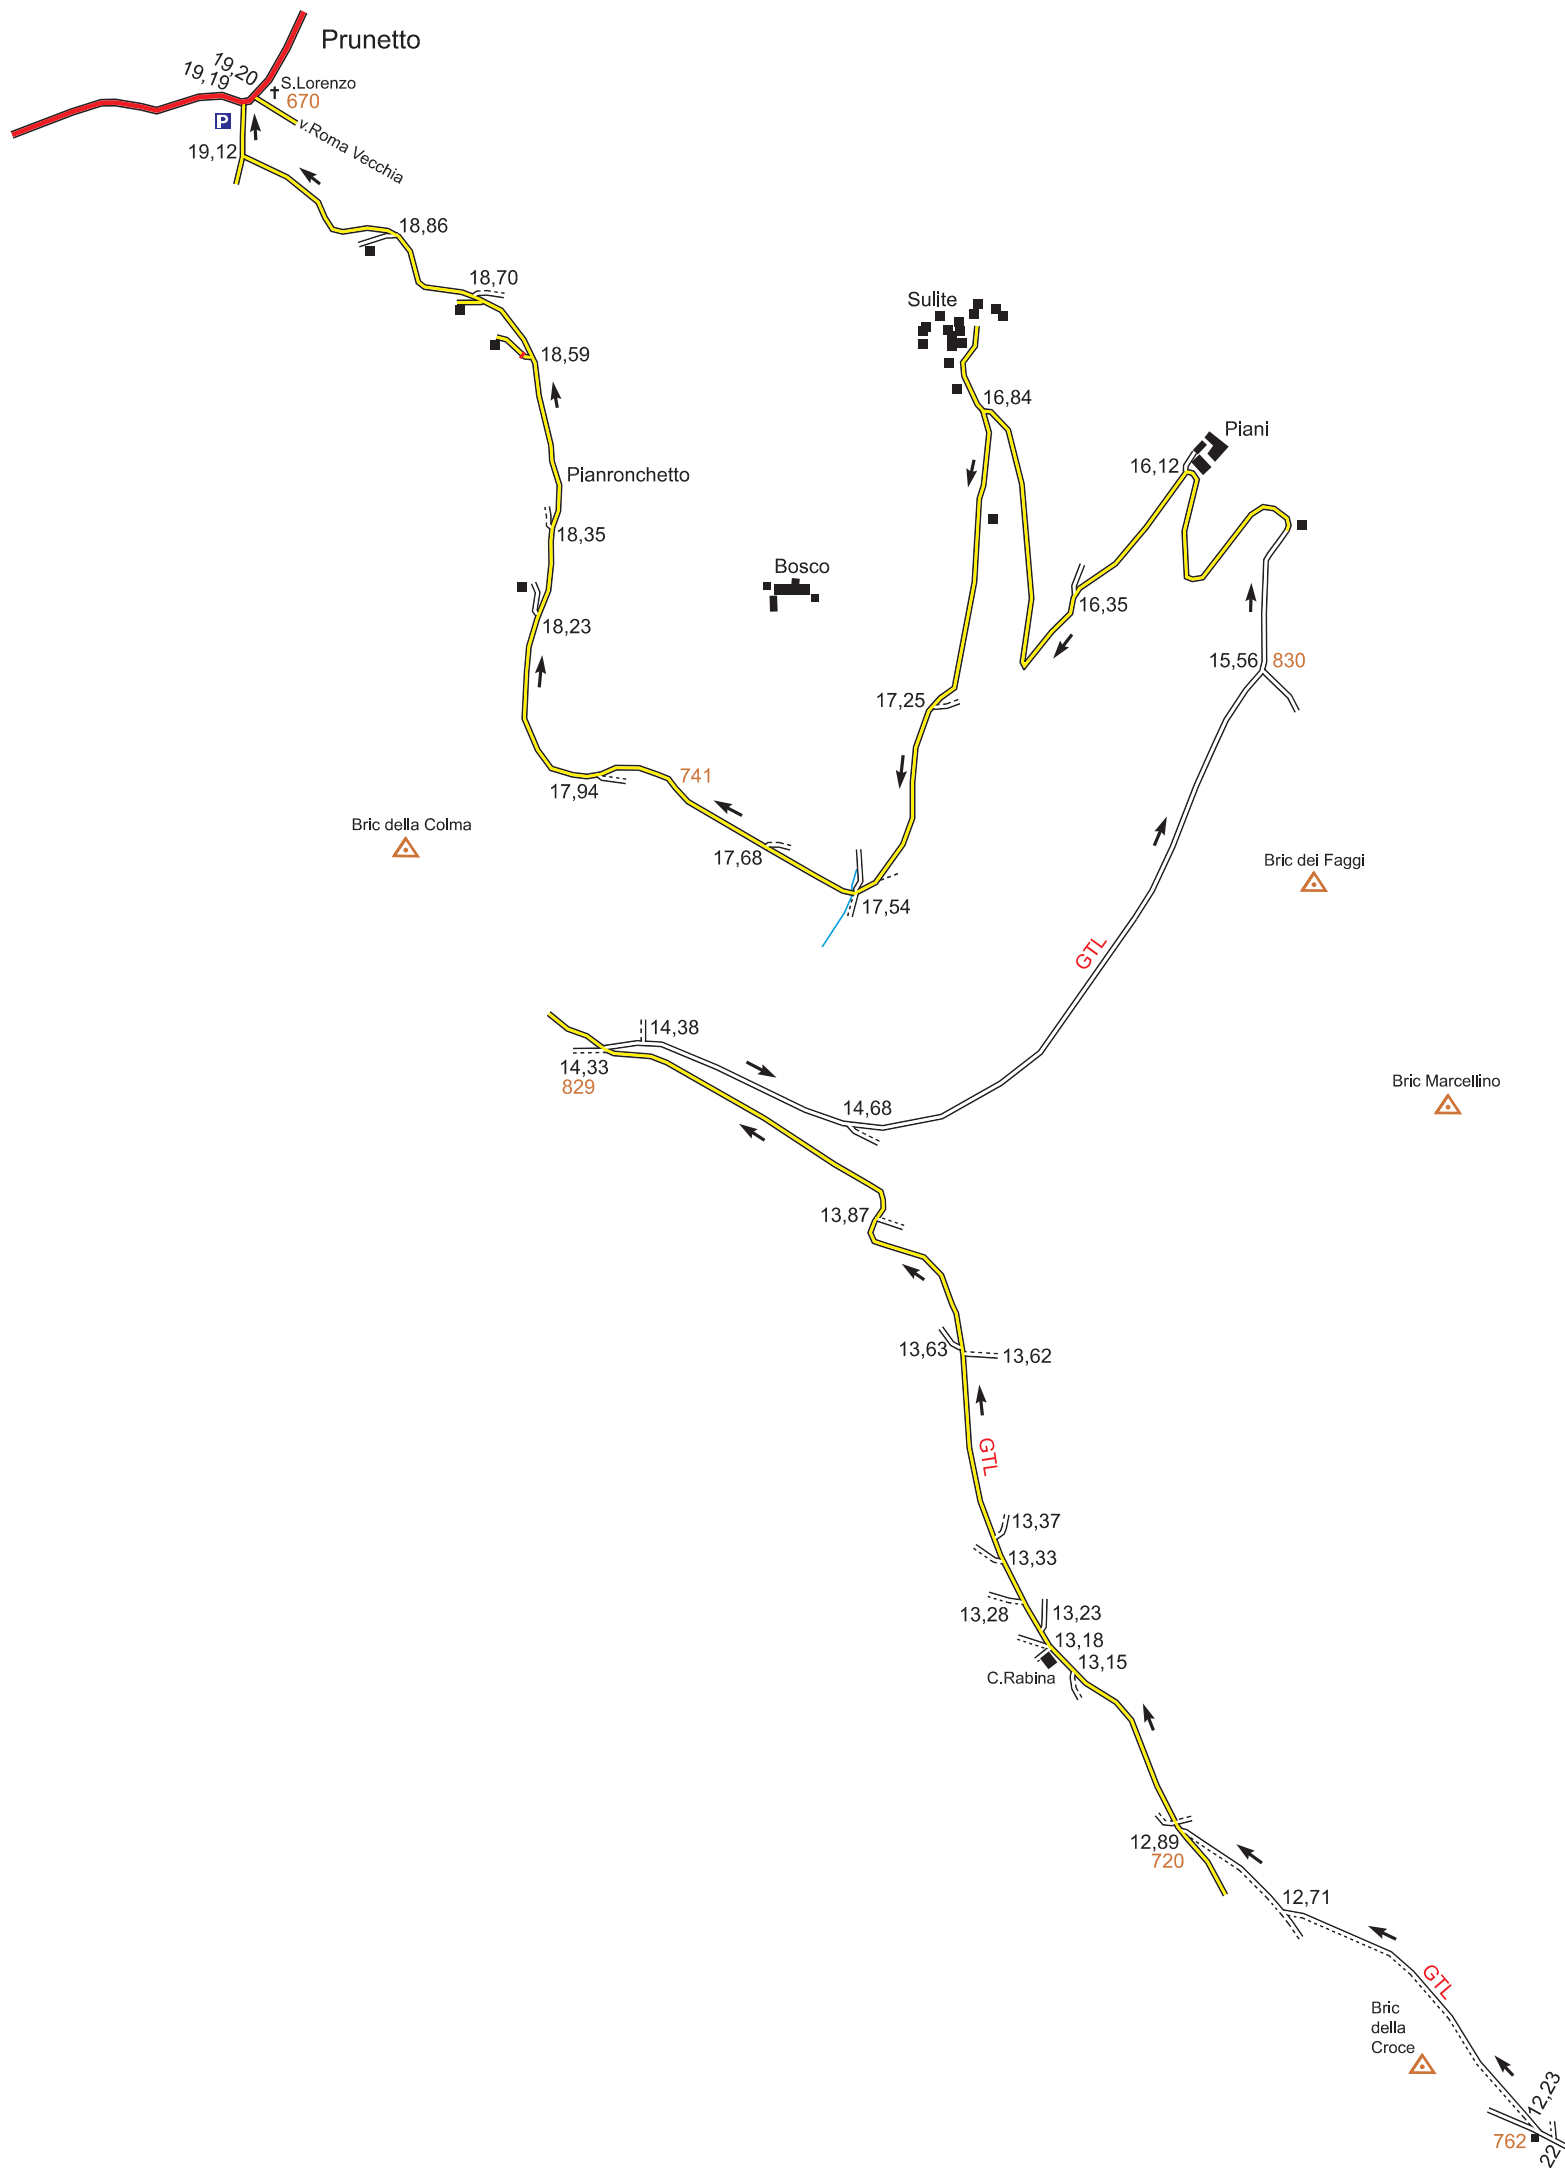 Prunetto
19,20
19,19
S.Lorenzo
670
P
v.Roma Vecchia
19,12
18,86
18,70
Sulite
18,59
16,84
Piani
16,12
Pianronchetto
18,35
Bosco
16,35
18,23
15,56 830
17,25
741
17,94
Bric della Colma
17,68
Bric dei Faggi
17,54
GTL
14,38
14,33
829
Bric Marcellino
14,68
13,87
13,63
13,62
GTL
13,37
13,33
13,28
13,23
13,18
13,15
C.Rabina
12,89
720
12,71
GTL
Bric
della
Croce
12,23
762
22